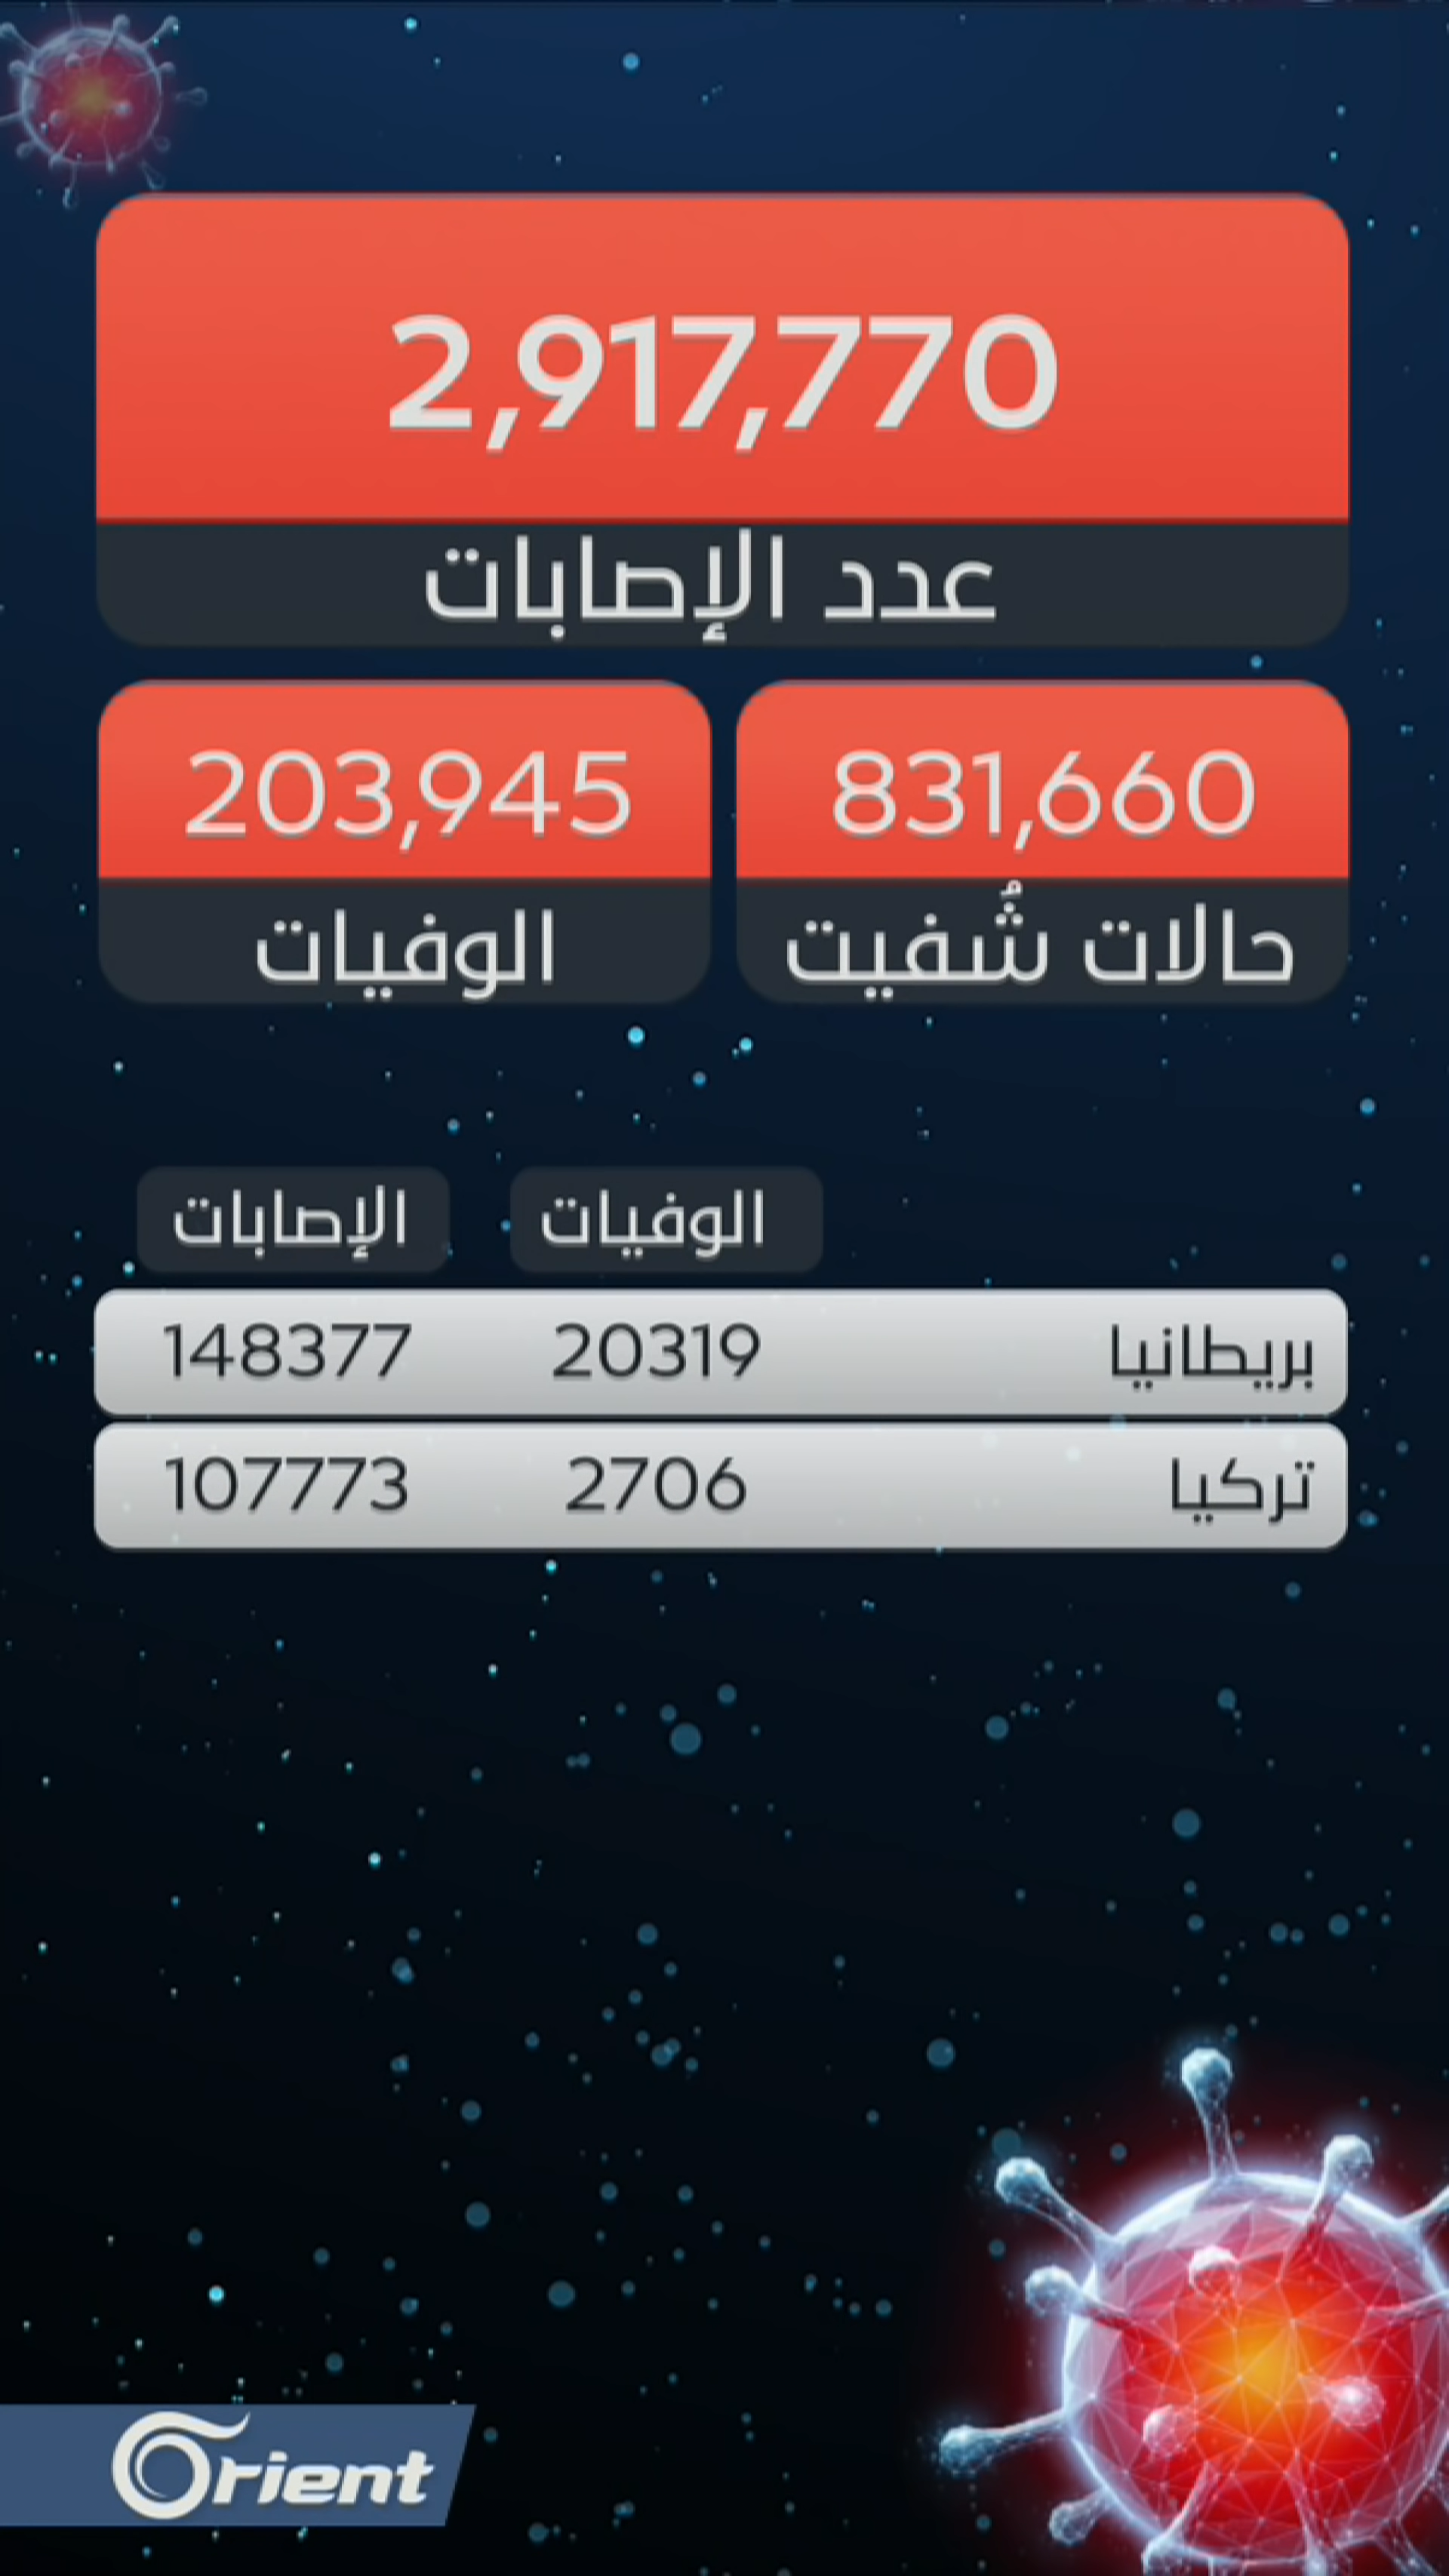 2,917,770
عدد الإصابات
831,660
حالات شُفيت
203,945
الوفيات
الوفيات الإصابات
بريطانيا 20319 148377
تركيا 2706 107773
Orient